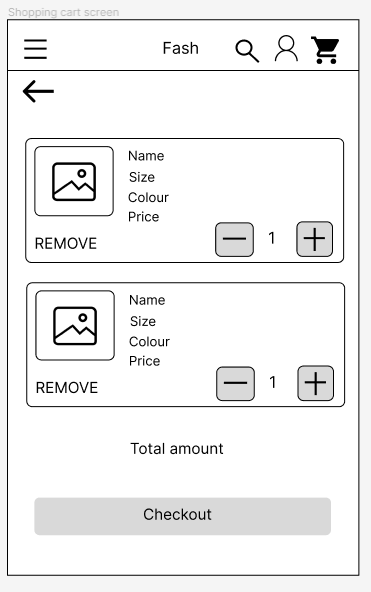 Shopping cart screen
Fash
Name
Size
Colour
Price
REMOVE
1
Name
Size
Colour
Price
REMOVE
1
Total amount
Checkout